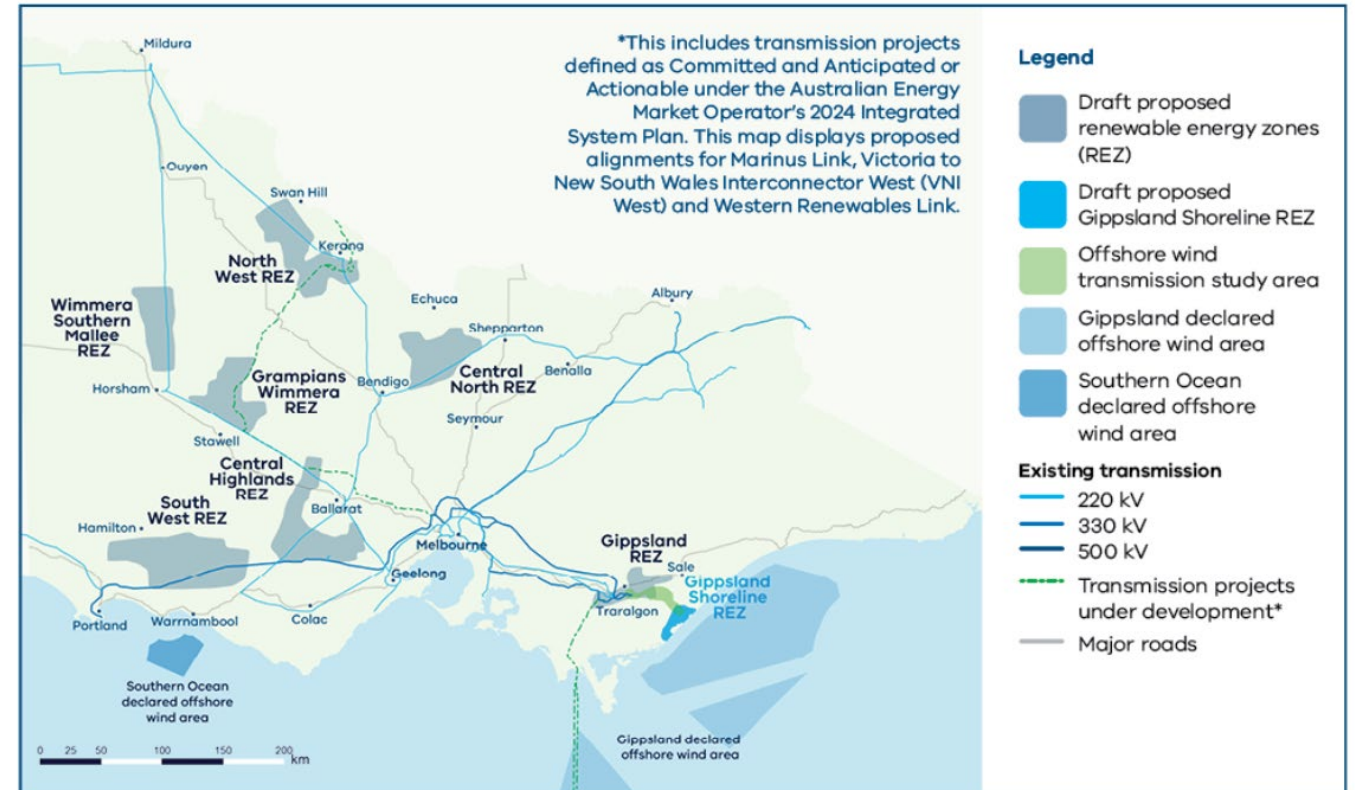 Mildura
*This includes transmission projects
defined as Committed and Anticipated or
Actionable under the Australian Energy
Market Operator's 2024 Integrated
System Plan. This map displays proposed
alignments for Marinus Link, Victoria to
New South Wales Interconnector West (VNI
West) and Western Renewables Link.
Ouyen
Swan Hill
Kerang
North
West REZ
Echuca
Albury
Wimmera
Southern
Mallee
REZ
Shepparton
Horsham
Grampians
Wimmera
REZ
Bendigo
Central
North REZ
Benalla
Seymour
Stawell
Central
Highlands
REZ
South
West REZ
Ballarat
Hamilton
Melbourne
Gippsland
REZ
Sale
Geelong
Gippsland
Shoreline
REZ
Traralgon
Portland
Warrnambool
Colac
Southern Ocean
declared offshore
wind area
Gippsland declared
offshore wind area
0 25 50 100 150 200 km
Legend
Draft proposed
renewable energy zones
(REZ)
Draft proposed
Gippsland Shoreline REZ
Offshore wind
transmission study area
Gippsland declared
offshore wind area
Southern Ocean
declared offshore
wind area
Existing transmission
220 kV
330 kV
500 kV
Transmission projects
under development*
Major roads